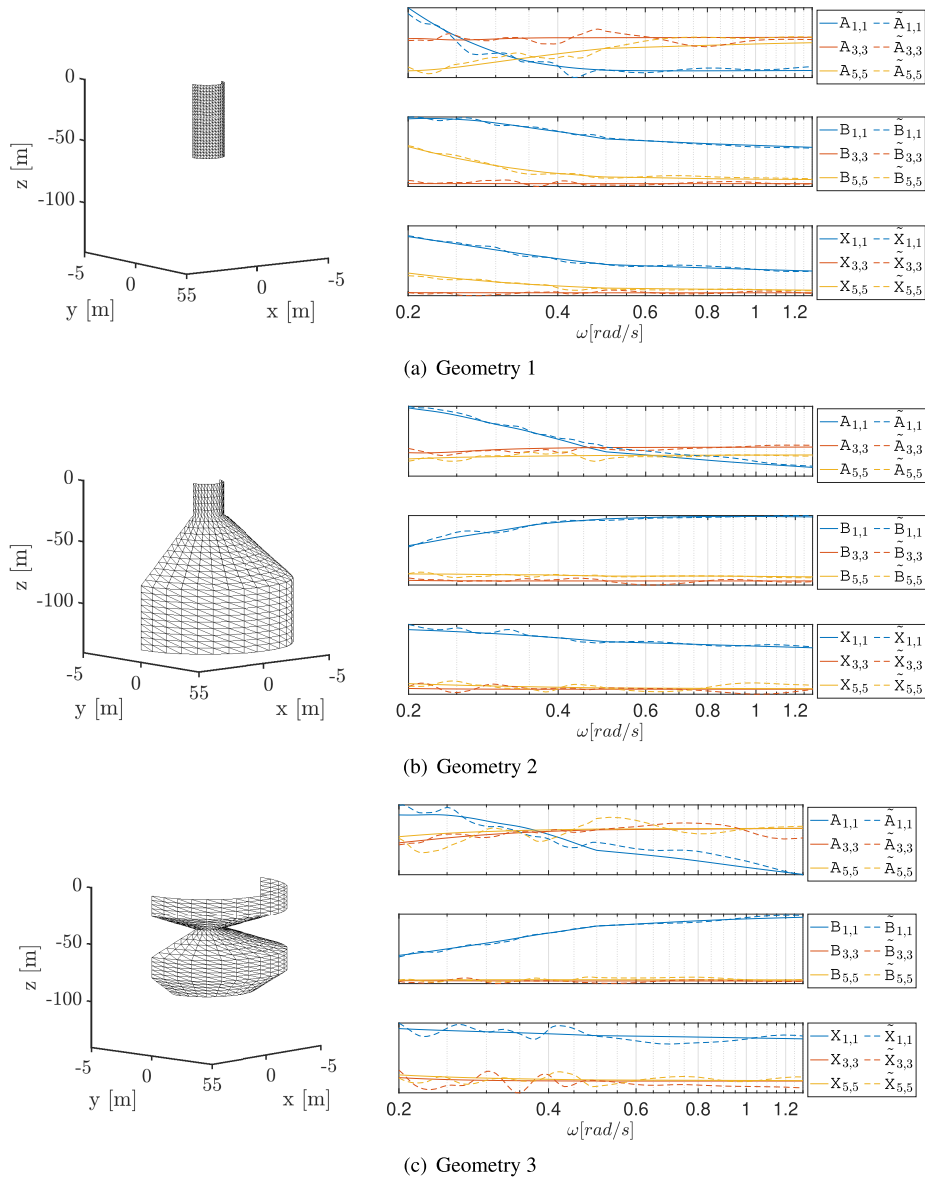 A1,1 Ã1,1
A3,3 Ã3,3
A5,5 Ã5,5
B1,1 B̃1,1
B3,3 B̃3,3
B5,5 B̃5,5
X1,1 X̃1,1
X3,3 X̃3,3
X5,5 X̃5,5
0
-50
-100
z [m]
-5
0
55
0
-5
y [m]
x [m]
0.2
0.4
0.6
0.8
1
1.2
ω[rad/s]
(a) Geometry 1
A1,1 Ã1,1
A3,3 Ã3,3
A5,5 Ã5,5
B1,1 B̃1,1
B3,3 B̃3,3
B5,5 B̃5,5
X1,1 X̃1,1
X3,3 X̃3,3
X5,5 X̃5,5
0
-50
-100
z [m]
-5
0
55
0
-5
y [m]
x [m]
0.2
0.4
0.6
0.8
1
1.2
ω[rad/s]
(b) Geometry 2
A1,1 Ã1,1
A3,3 Ã3,3
A5,5 Ã5,5
B1,1 B̃1,1
B3,3 B̃3,3
B5,5 B̃5,5
X1,1 X̃1,1
X3,3 X̃3,3
X5,5 X̃5,5
0
-50
-100
z [m]
-5
0
55
0
-5
y [m]
x [m]
0.2
0.4
0.6
0.8
1
1.2
ω[rad/s]
(c) Geometry 3